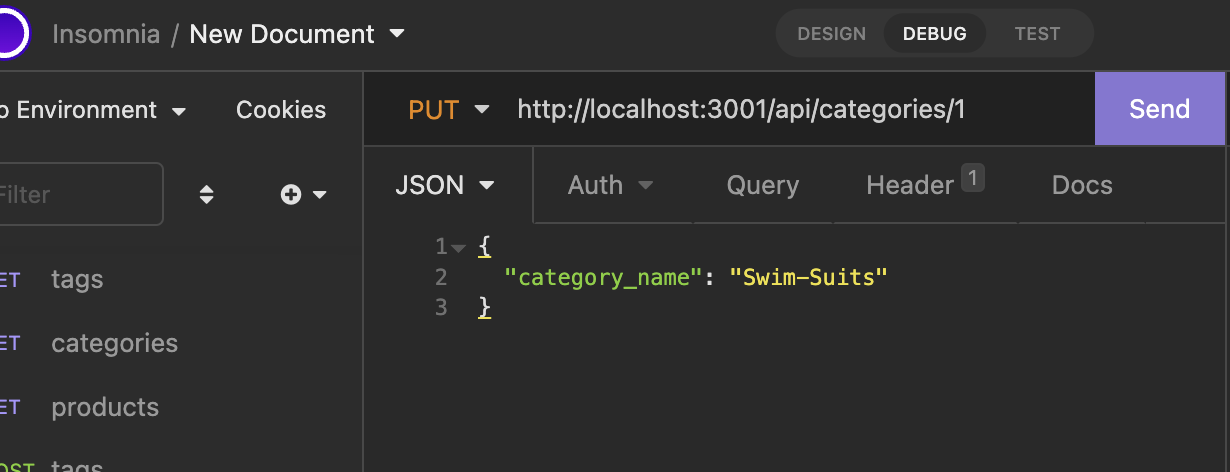 Insomnia / New Document
DESIGN DEBUG TEST
Environment Cookies
PUT http://localhost:3001/api/categories/1 Send
Filter
JSON Auth Query Header 1 Docs
1 {
2 "category_name": "Swim-Suits"
3 }
ET tags
ET categories
ET products
OST tags